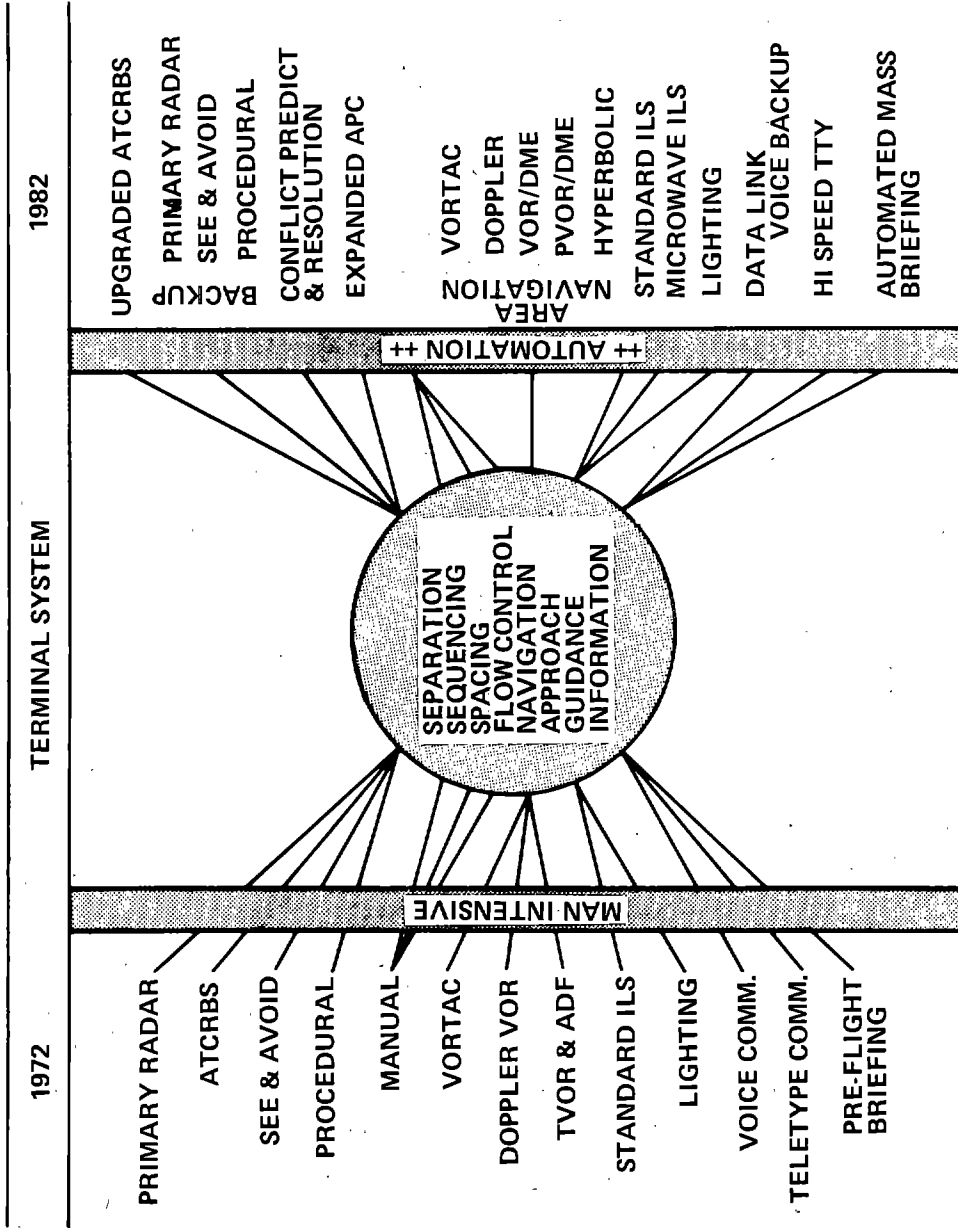 TERMINAL SYSTEM
1972
1982
PRIMARY RADAR
ATCRBS
SEE & AVOID
PROCEDURAL
MANUAL
VORTAC
DOPPLER VOR
TVOR & ADF
STANDARD ILS
LIGHTING
VOICE COMM.
TELETYPE COMM.
PRE-FLIGHT
BRIEFING
MAN INTENSIVE
SEPARATION
SEQUENCING
SPACING
FLOW CONTROL
NAVIGATION
APPROACH
GUIDANCE
INFORMATION
++ AUTOMATION ++
UPGRADED ATCRBS
BACKUP
PRIMARY RADAR
SEE & AVOID
PROCEDURAL
CONFLICT PREDICT
& RESOLUTION
EXPANDED APC
AREA
NAVIGATION
VORTAC
DOPPLER
VOR/DME
PVOR/DME
HYPERBOLIC
STANDARD ILS
MICROWAVE ILS
LIGHTING
DATA LINK
VOICE BACKUP
HI SPEED TTY
AUTOMATED MASS
BRIEFING